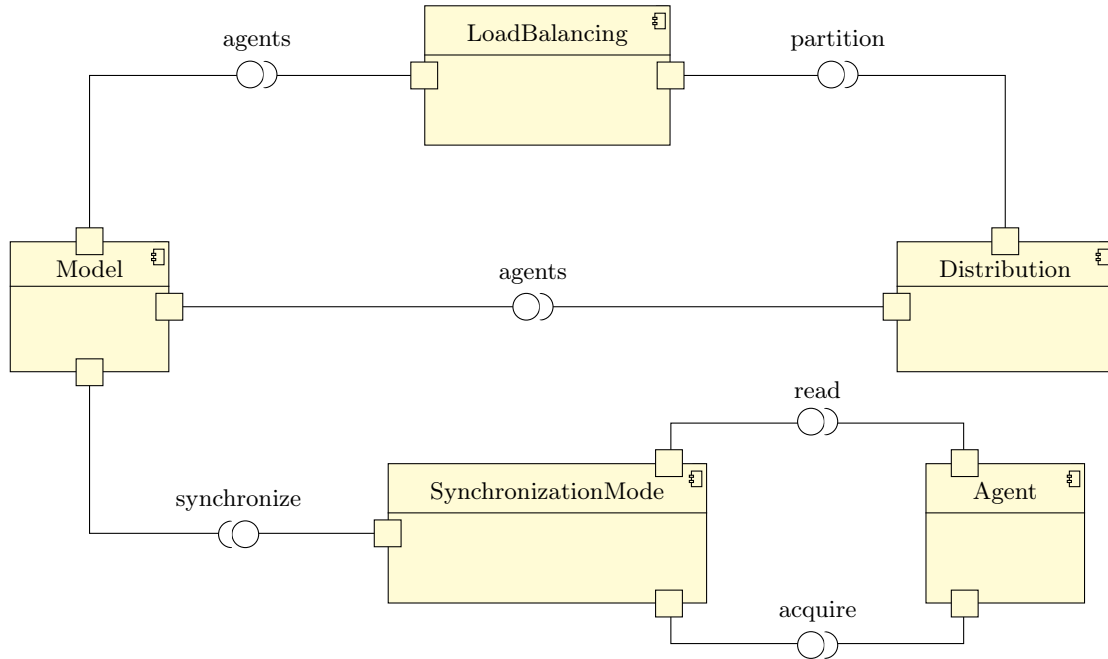 LoadBalancing
agents
partition
Model
Distribution
agents
read
SynchronizationMode
Agent
synchronize
acquire